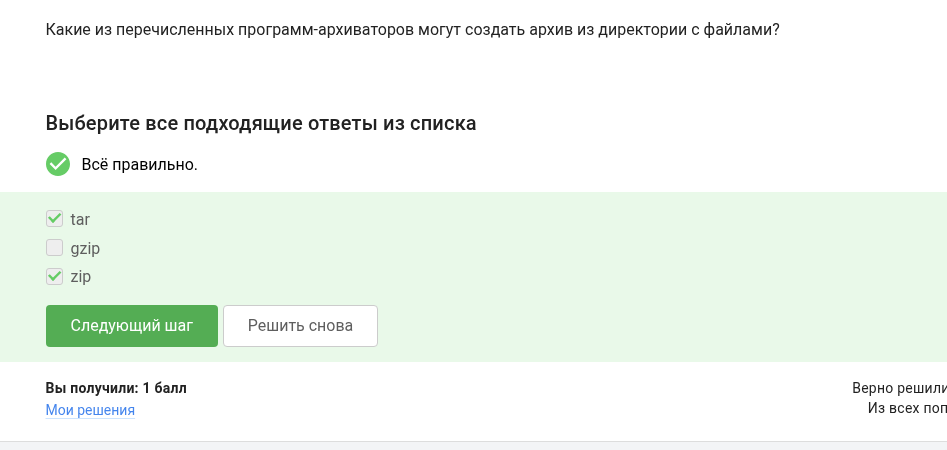 Какие из перечисленных программ-архиваторов могут создать архив из директории с файлами?
Выберите все подходящие ответы из списка
Всё правильно.
tar
gzip
zip
Следующий шаг
Решить снова
Вы получили: 1 балл
Верно решили
Мои решения
Из всех поп